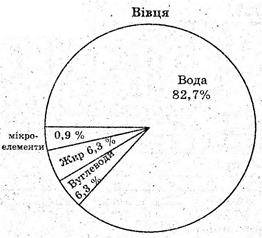 Вівця
Вода
82,7%
0,9 %
мікро-
елементи
Жир 6,3 %
Вуглеводи
6,3 %